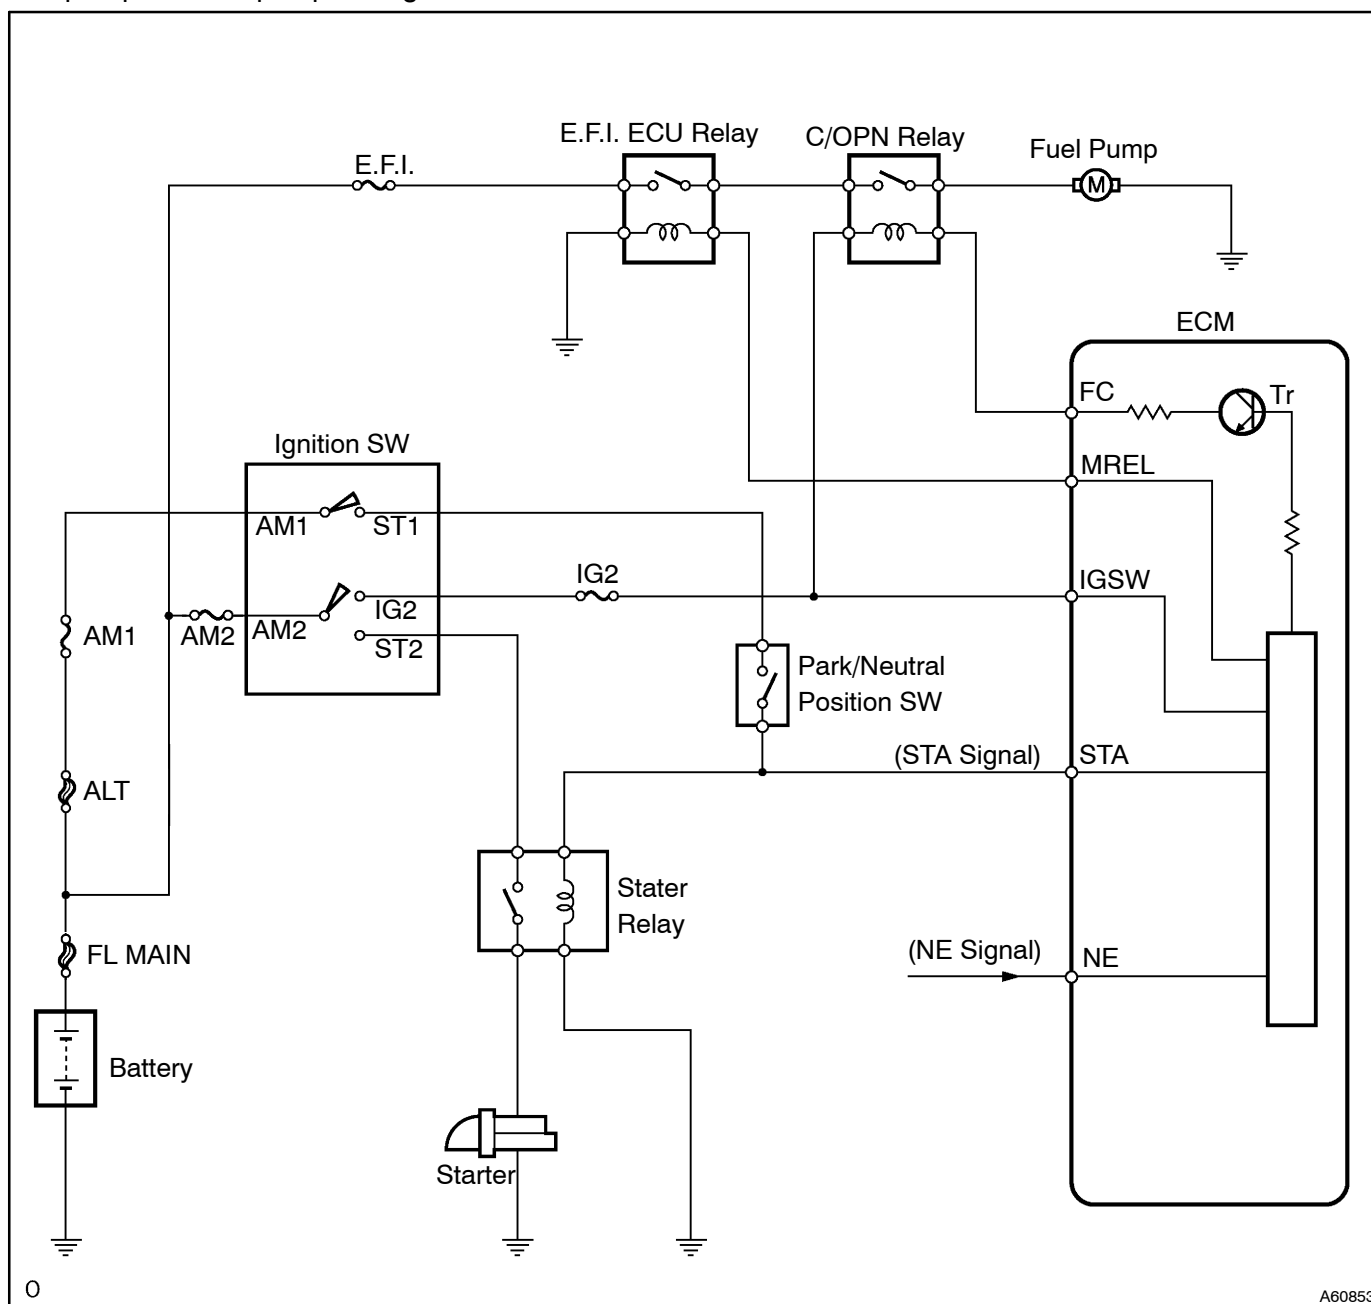 E.F.I. ECU Relay
C/OPN Relay
Fuel Pump
E.F.I.
M
ECM
FC
Tr
Ignition SW
MREL
AM1
ST1
IG2
IGSW
AM1
AM2
AM2
IG2
ST2
Park/Neutral
Position SW
(STA Signal)
STA
ALT
Stater
Relay
FL MAIN
(NE Signal)
NE
Battery
Starter
O
A60853